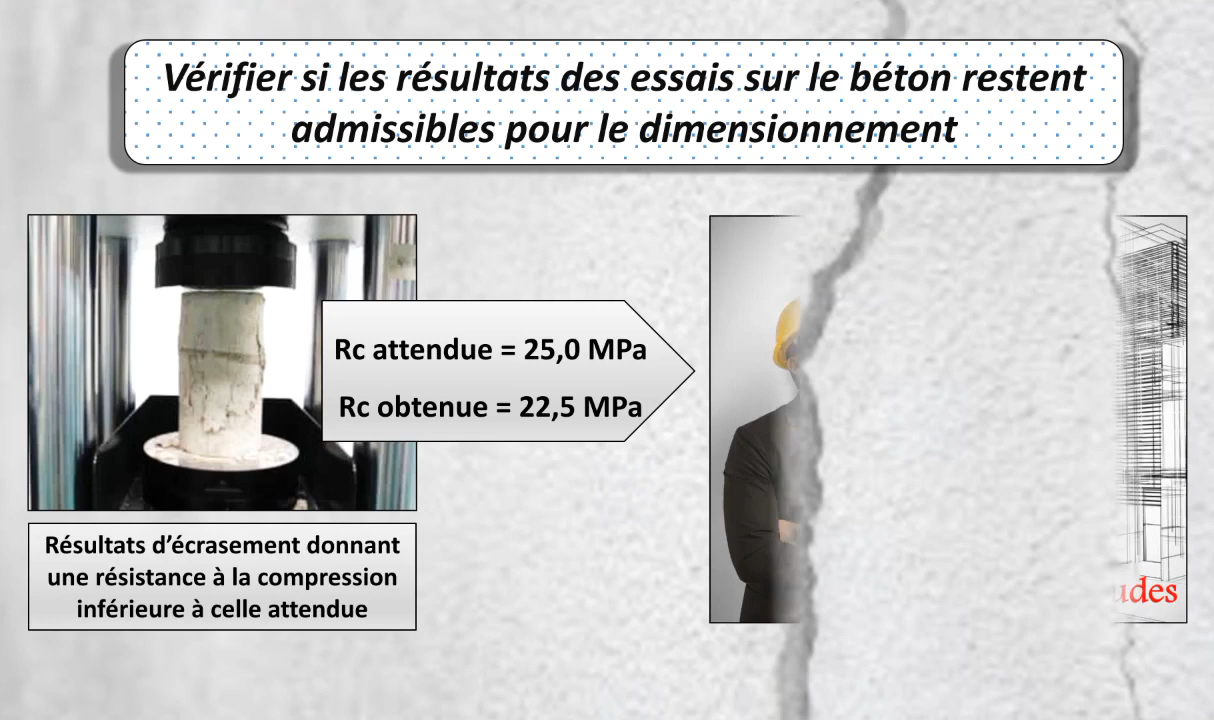 Vérifier si les résultats des essais sur le béton restent
admissibles pour le dimensionnement
Rc attendue = 25,0 MPa
Rc obtenue = 22,5 MPa
Résultats d'écrasement donnant
une résistance à la compression
inférieure à celle attendue